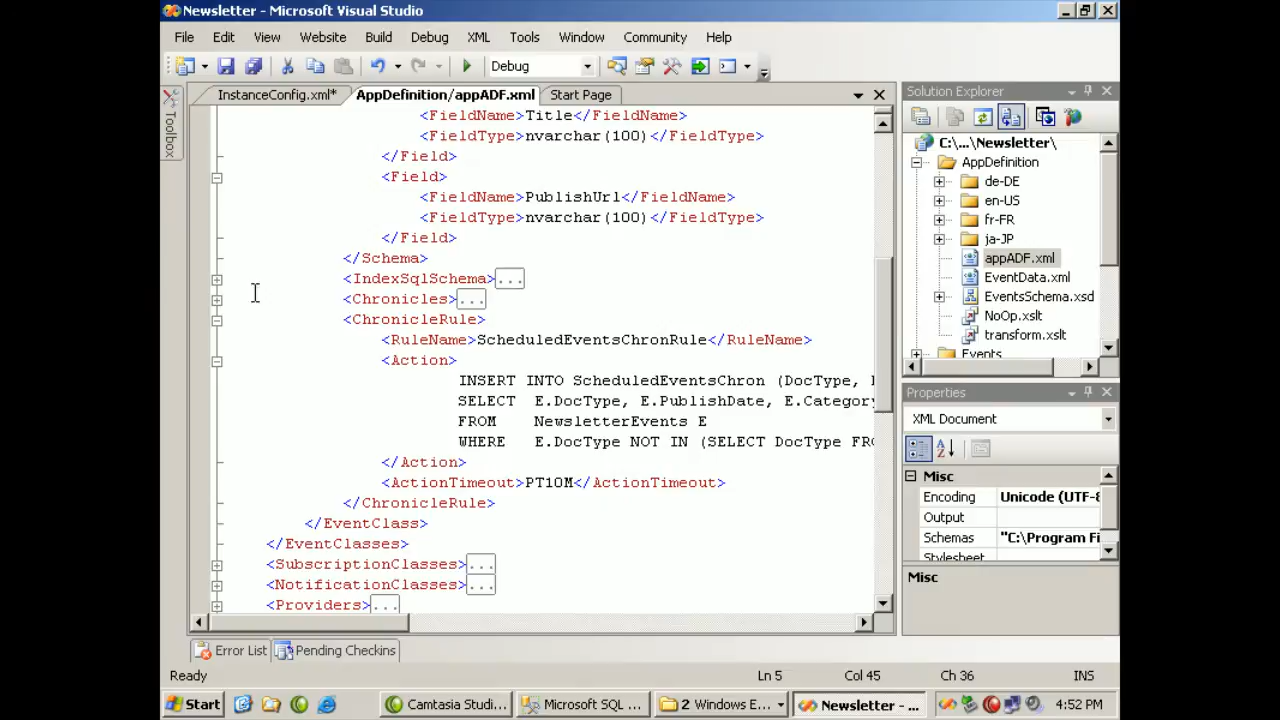 Newsletter - Microsoft Visual Studio
File Edit View Website Build Debug XML Tools Window Community Help
Debug
InstanceConfig.xml* AppDefinition/appADF.xml Start Page
Toolbox
<FieldName>Title</FieldName>
<FieldType>nvarchar(100)</FieldType>
</Field>
<Field>
<FieldName>PublishUrl</FieldName>
<FieldType>nvarchar(100)</FieldType>
</Field>
</Schema>
<IndexSqlSchema>...
<Chronicles>...
<ChronicleRule>
<RuleName>ScheduledEventsChronRule</RuleName>
<Action>
INSERT INTO ScheduledEventsChron (DocType,
SELECT E.DocType, E.PublishDate, E.Category
FROM NewsletterEvents E
WHERE E.DocType NOT IN (SELECT DocType
</Action>
<ActionTimeout>PT10M</ActionTimeout>
</ChronicleRule>
</EventClass>
</EventClasses>
<SubscriptionClasses>...
<NotificationClasses>...
<Providers>...
Solution Explorer
C:\...\Newsletter\
AppDefinition
de-DE
en-US
fr-FR
ja-JP
appADF.xml
EventData.xml
EventsSchema.xsd
NoOp.xslt
transform.xslt
Events
Properties
XML Document
Misc
Encoding Unicode (UTF-8
Output
Schemas "C:\Program Fi
Stylesheet
Misc
Error List Pending Checkins
Ready Ln 5 Col 45 Ch 36 INS
Start Camtasia Studi... Microsoft SQL ... 2 Windows E... Newsletter - ... 4:52 PM